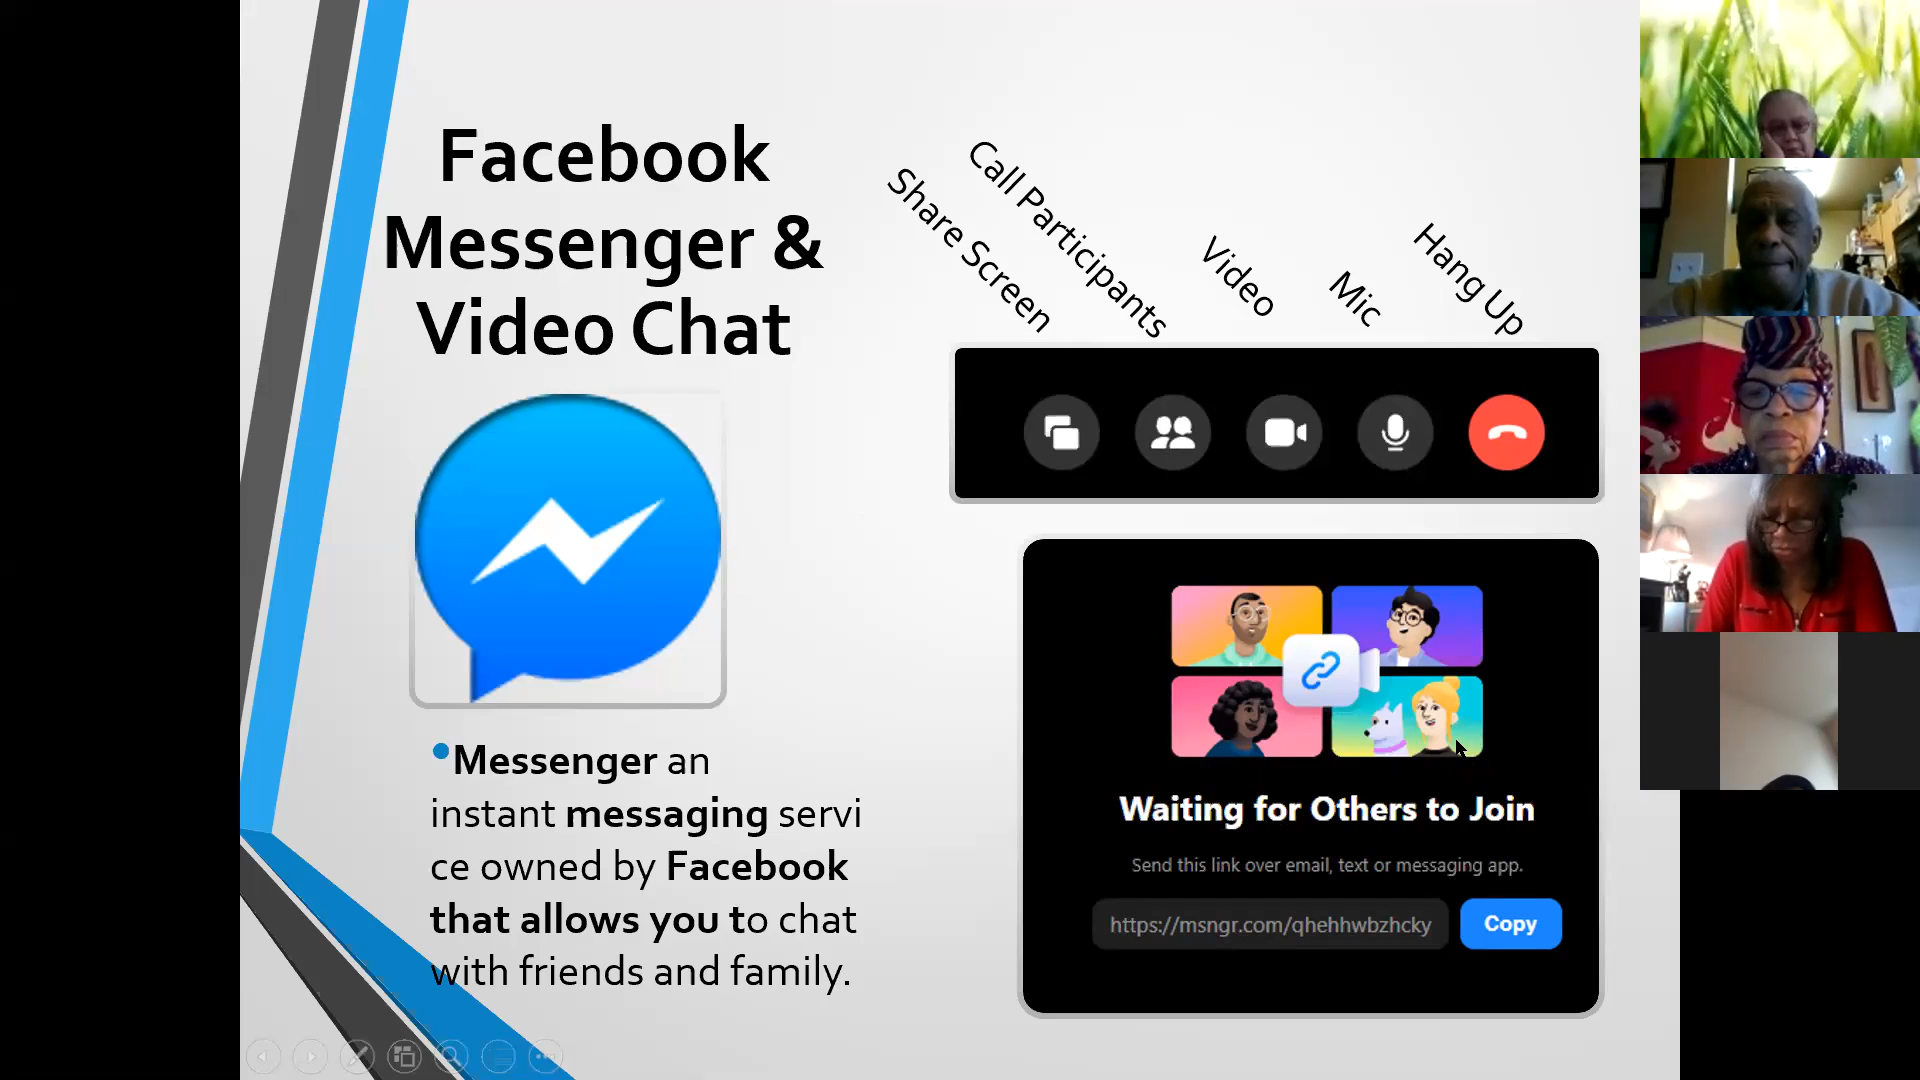 Facebook
Messenger &
Video Chat
Share Screen
Call Participants
Video
Mic
Hang Up
Messenger an
instant messaging servi
ce owned by Facebook
that allows you to chat
with friends and family.
Waiting for Others to Join
Send this link over email, text or messaging app.
https://msngr.com/qhehhwbzhcky
Copy